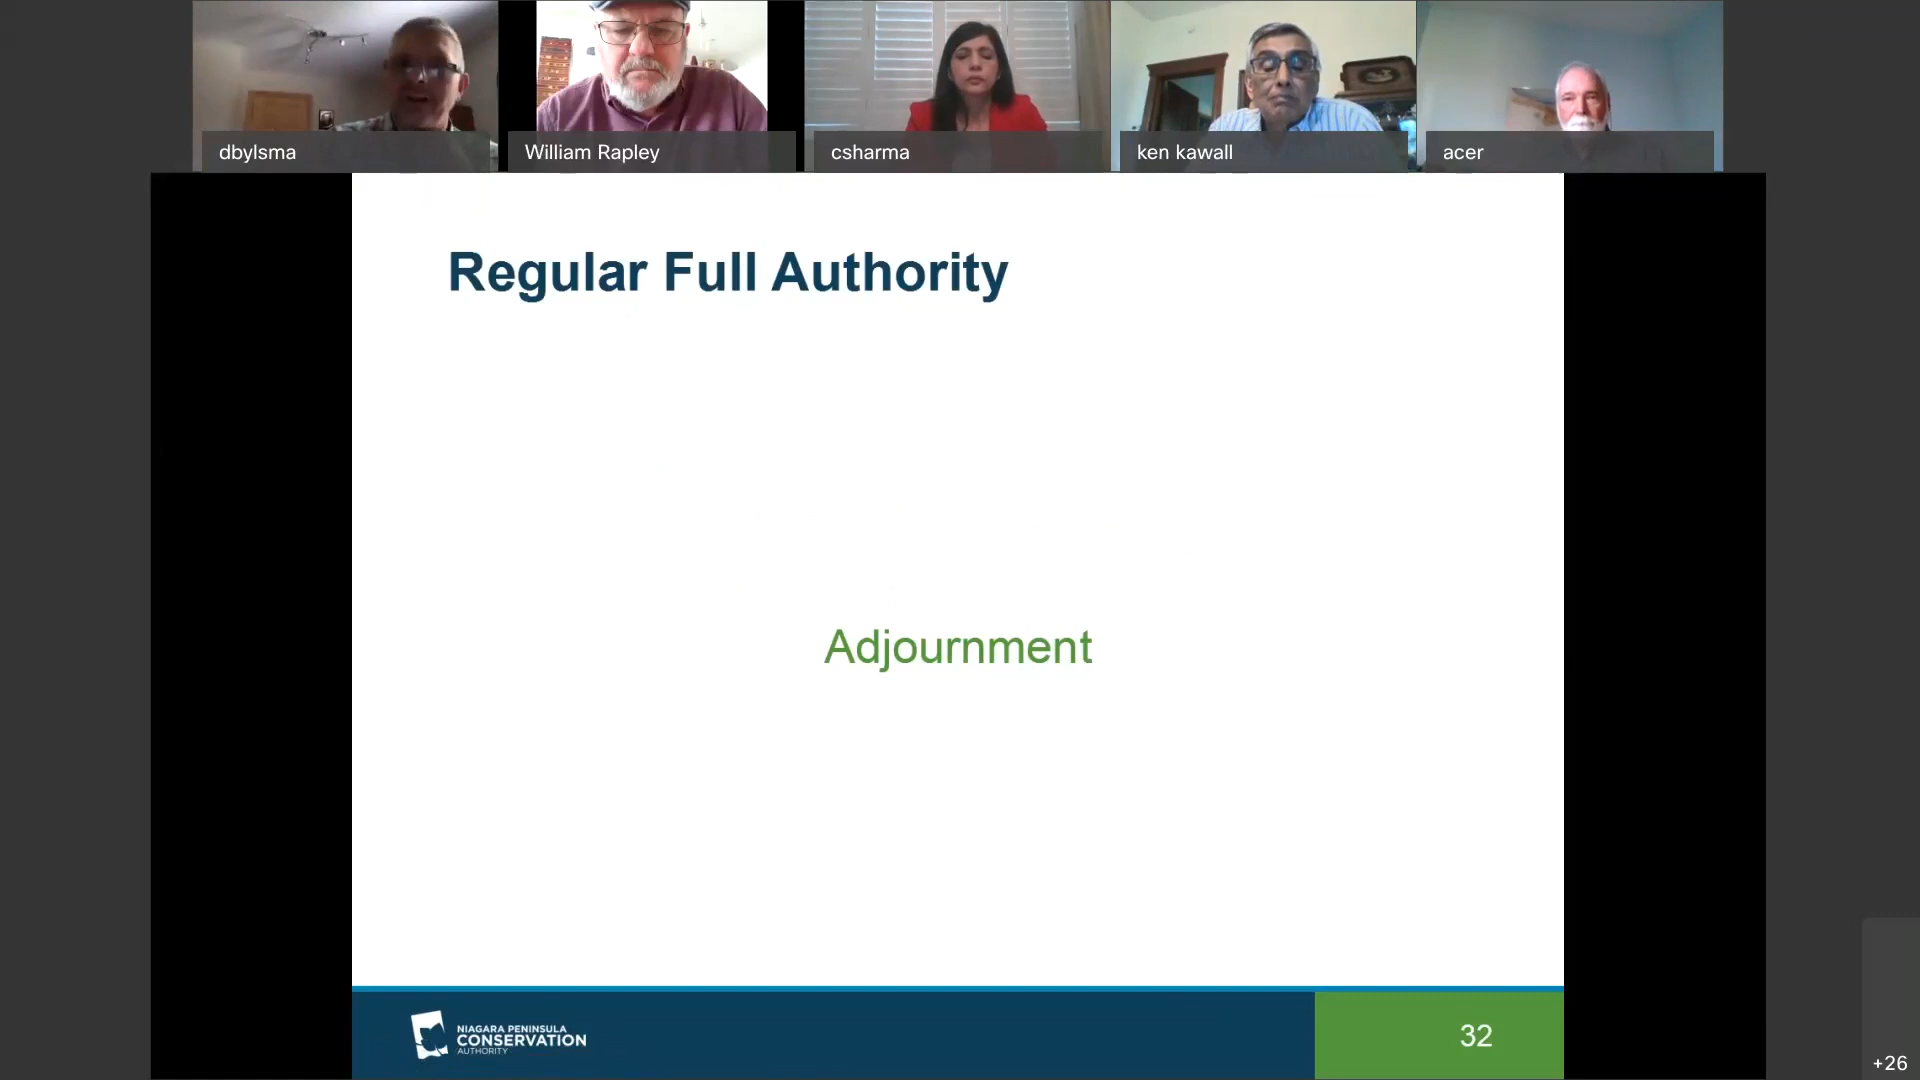 dbylsma
William Rapley
csharma
ken kawall
acer
Regular Full Authority
Adjournment
NIAGARA PENINSULA
CONSERVATION
AUTHORITY
32
+26